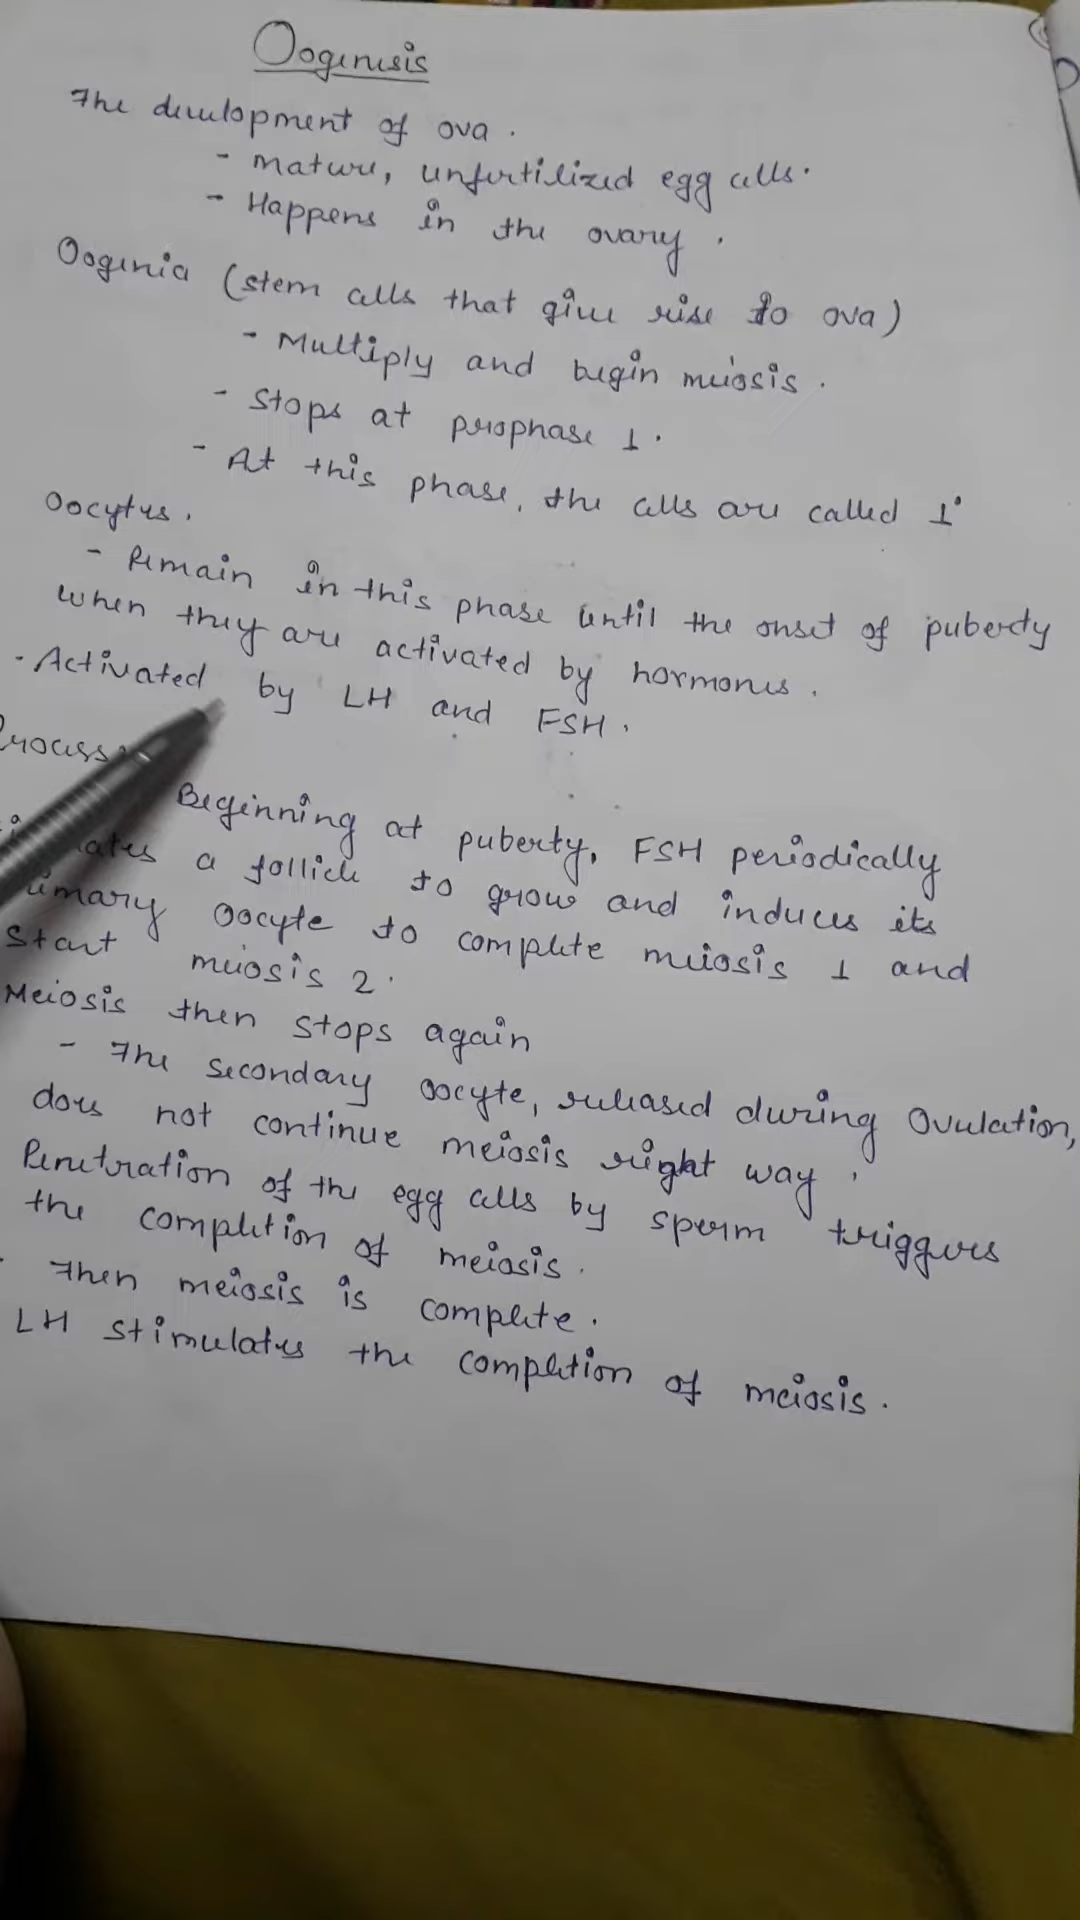 Oogenesis
The development of ova.
- mature, unfertilized egg cells.
- Happens in the ovary.
Oogenia (stem cells that give rise to ova)
- Multiply and begin meiosis.
- Stops at prophase 1.
- At this phase, the cells are called 1°
Oocytes.
- Remain in this phase until the onset of puberty
when they are activated by hormones.
- Activated by LH and FSH.
Beginning at puberty, FSH periodically
a follicle to grow and induces its
oocyte to complete meiosis 1 and
Start meiosis 2.
Meiosis then stops again
- The secondary oocyte, released during Ovulation,
does not continue meiosis right way.
Penetration of the egg cells by sperm triggers
the completion of meiosis.
- Then meiosis is complete.
LH stimulates the completion of meiosis.